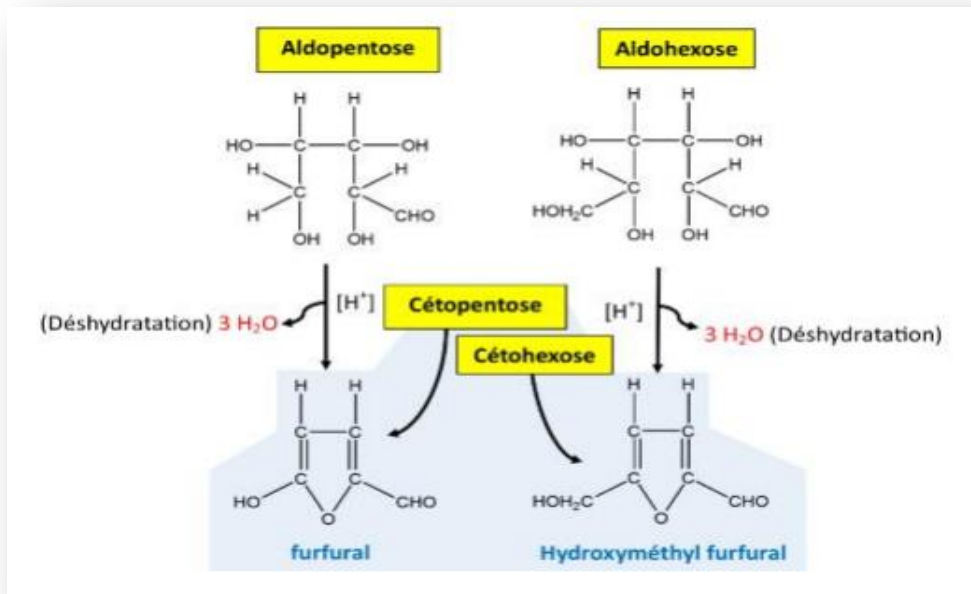 Aldopentose Aldohexose
H H H H
HO C C OH HO C C OH
H H H H
C C C C
H CHO HOH₂C CHO
OH OH OH OH
[H⁺] Cétopentose [H⁺]
(Déshydratation) 3 H₂O 3 H₂O (Déshydratation)
Cétohexose
H H H H
C C C C
C C C C
HO CHO HOH₂C CHO
O O
furfural Hydroxyméthyl furfural